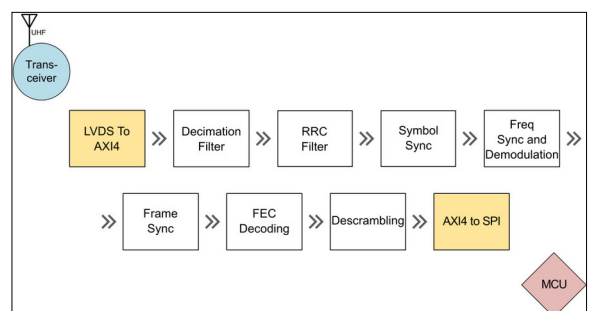 UHF
Trans-
ceiver
LVDS To
AXI4
Decimation
Filter
RRC
Filter
Symbol
Sync
Freq
Sync and
Demodulation
Frame
Sync
FEC
Decoding
Descrambling
AXI4 to SPI
MCU